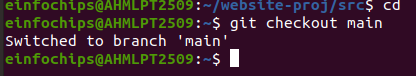 einfochips@AHMLPT2509:~/website-proj/src$ cd
einfochips@AHMLPT2509:~$ git checkout main
Switched to branch 'main'
einfochips@AHMLPT2509:~$